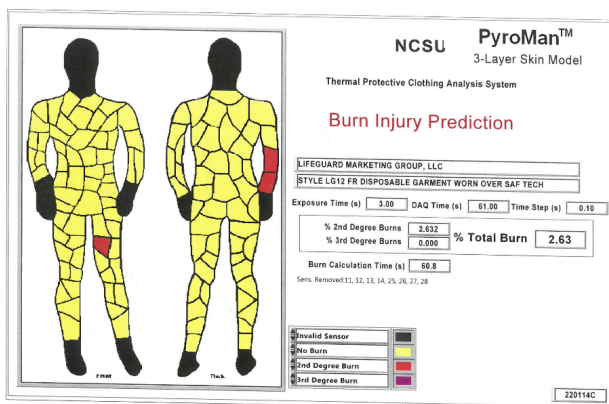 NCSU PyroMan™
3-Layer Skin Model
Thermal Protective Clothing Analysis System
Burn Injury Prediction
LIFEGUARD MARKETING GROUP, LLC
STYLE LG12 FR DISPOSABLE GARMENT WORN OVER SAF TECH
Exposure Time (s) 3.00 DAQ Time (s) 61.00 Time Step (s) 0.10
% 2nd Degree Burns 2.632
% 3rd Degree Burns 0.000
% Total Burn 2.63
Burn Calculation Time (s) 60.8
Sens. Removed:11, 12, 13, 14, 25, 26, 27, 28
Invalid Sensor
No Burn
2nd Degree Burn
3rd Degree Burn
Front
220114C